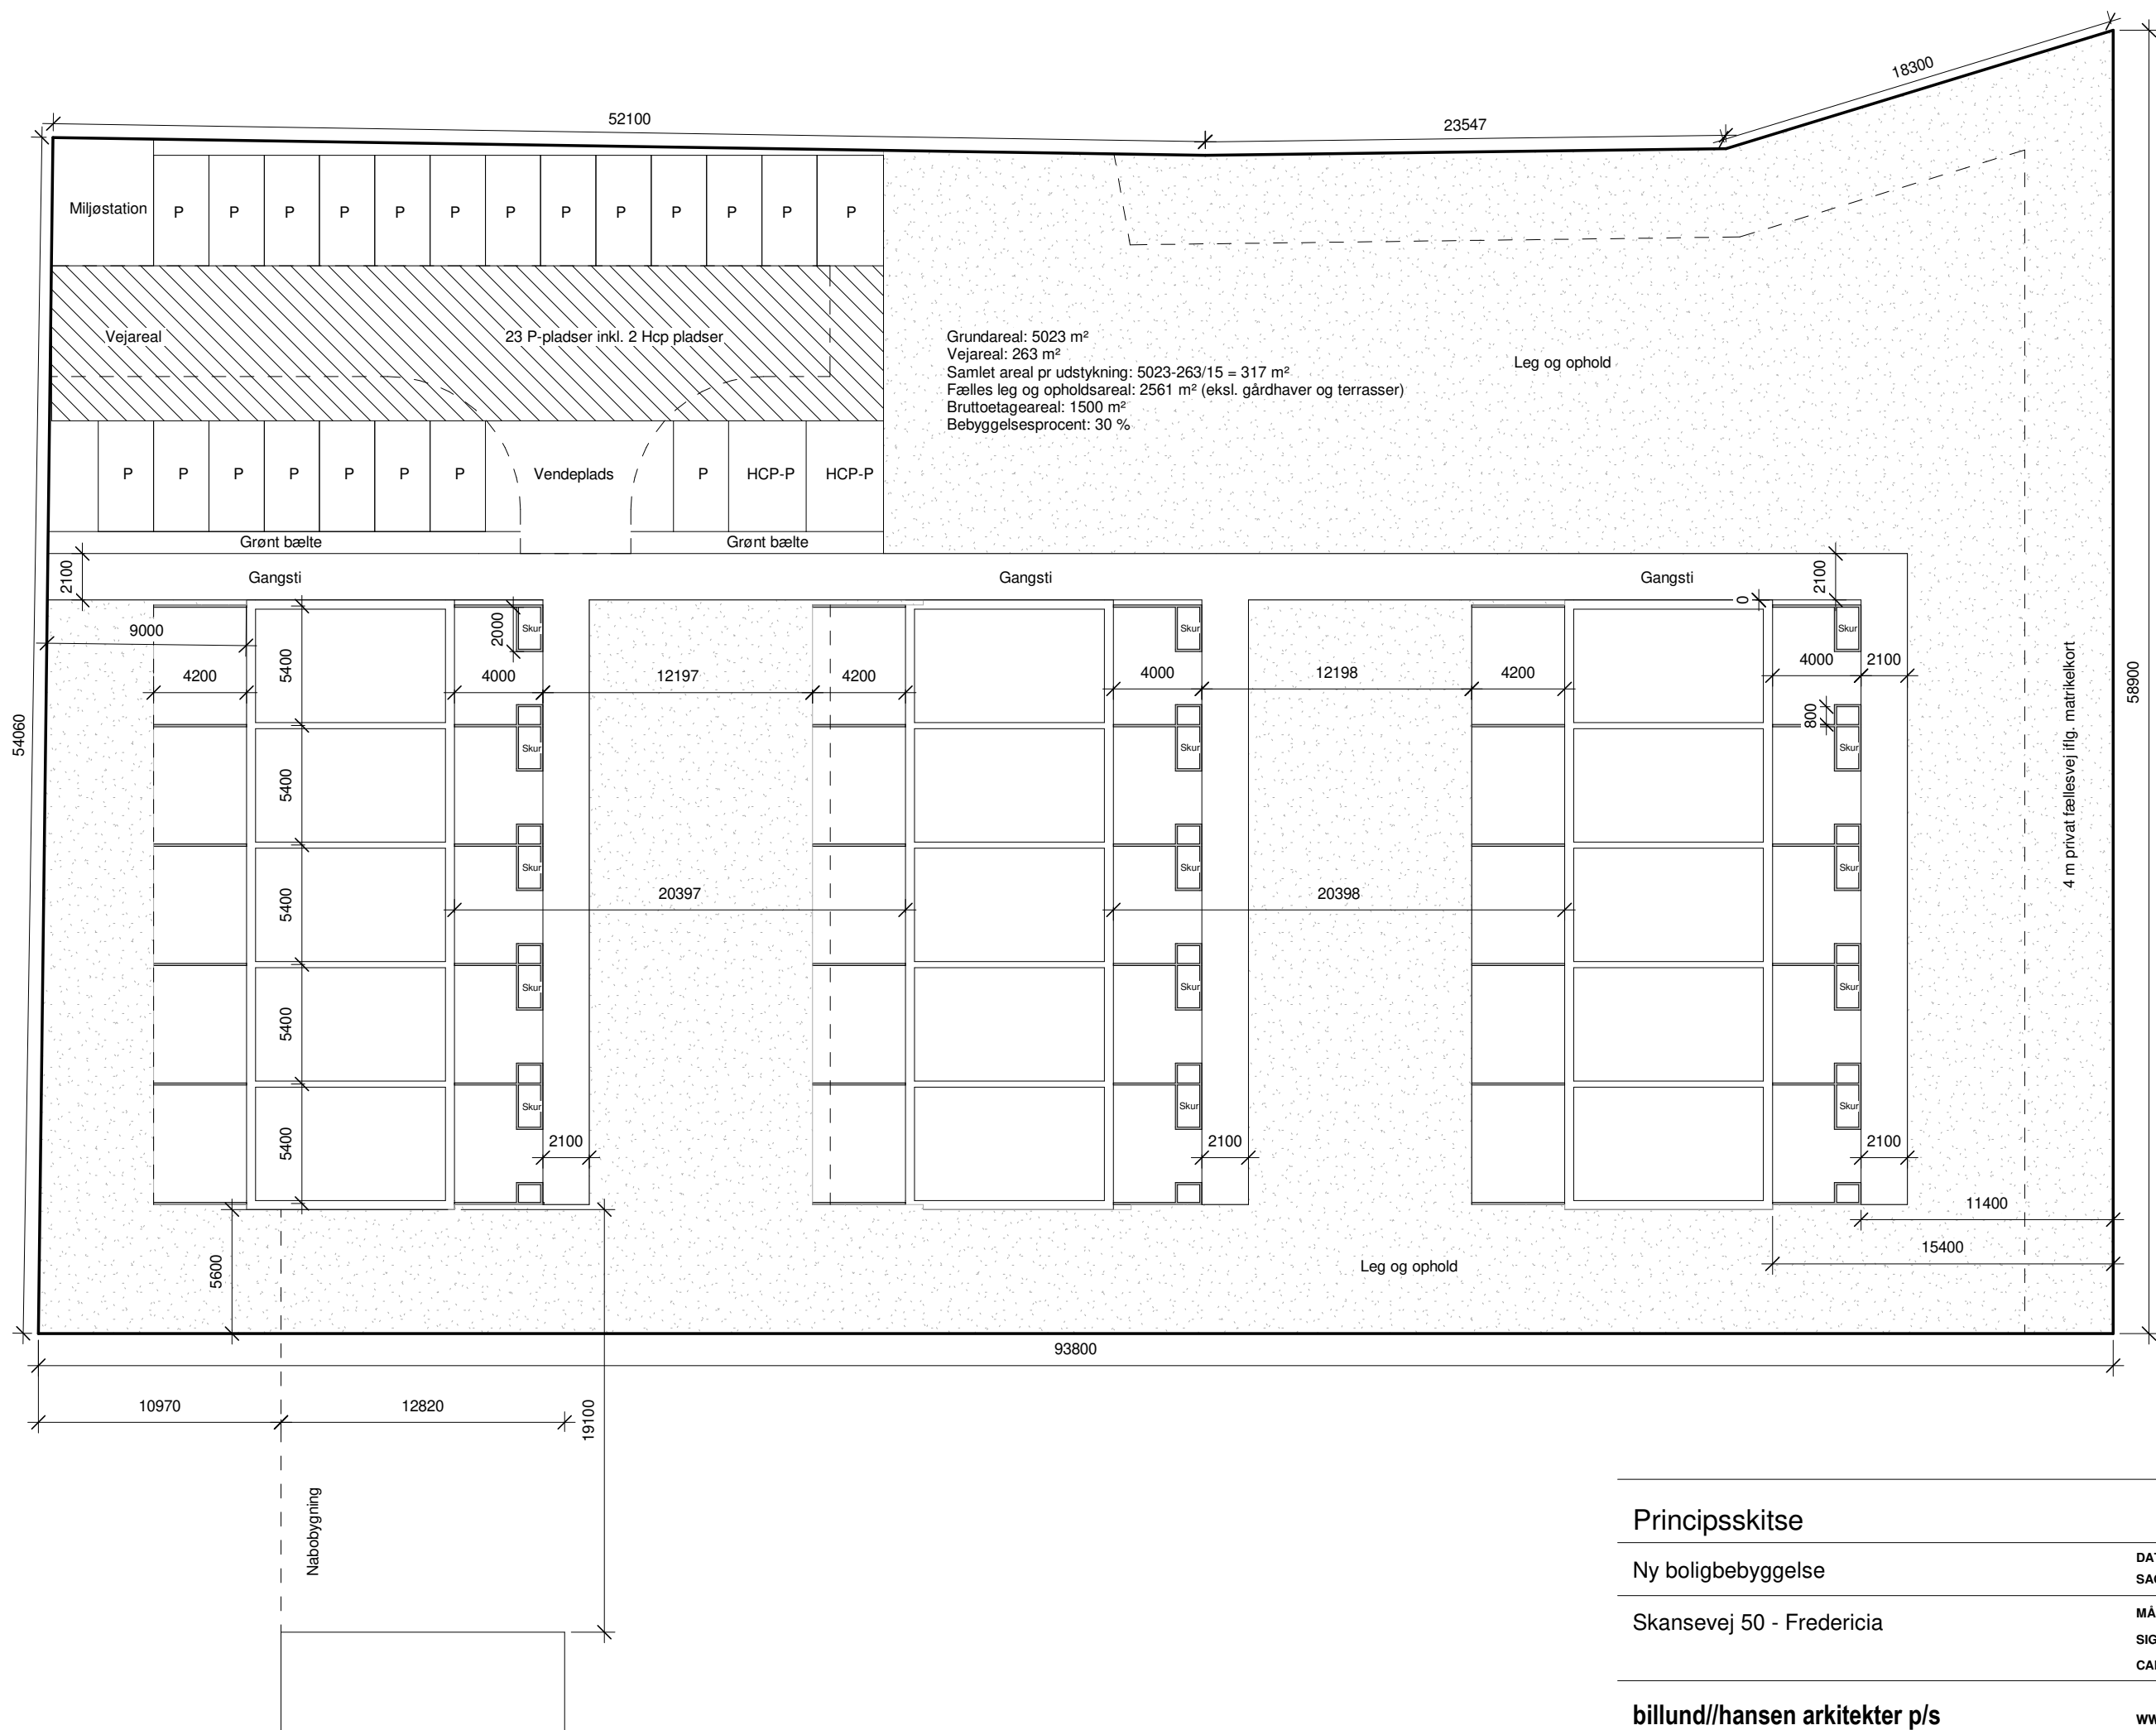 18300
52100
23547
Miljøstation
P P P P P P P P P P P P P
Vejareal
23 P-pladser inkl. 2 Hcp pladser
Grundareal: 5023 m²
Vejareal: 263 m²
Samlet areal pr udstykning: 5023-263/15 = 317 m²
Fælles leg og opholdsareal: 2561 m² (eksl. gårdhaver og terrasser)
Bruttoetageareal: 1500 m²
Bebyggelsesprocent: 30 %
Leg og ophold
P P P P P P P
Vendeplads
P HCP-P HCP-P
Grønt bælte
Grønt bælte
2100
Gangsti
Gangsti
Gangsti
2100
0
9000
2000
Skur
Skur
Skur
4200
5400
4000
12197
4200
4000
12198
4200
4000
2100
54060
58900
4 m privat fællesvej iflg. matrikelkort
800
5400
Skur
Skur
Skur
5400
Skur
Skur
Skur
20397
20398
5400
Skur
Skur
Skur
5400
Skur
Skur
Skur
2100
2100
2100
11400
15400
5600
Leg og ophold
93800
10970
12820
19100
Nabobygning
Principsskitse
Ny boligbebyggelse
Skansevej 50 - Fredericia
billund//hansen arkitekter p/s